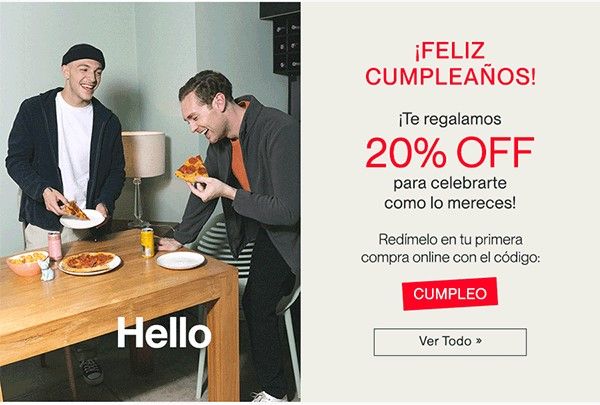 ¡FELIZ
CUMPLEAÑOS!
¡Te regalamos
20% OFF
para celebrarte
como lo mereces!
Redímelo en tu primera
compra online con el código:
CUMPLEO
Ver Todo »
Hello